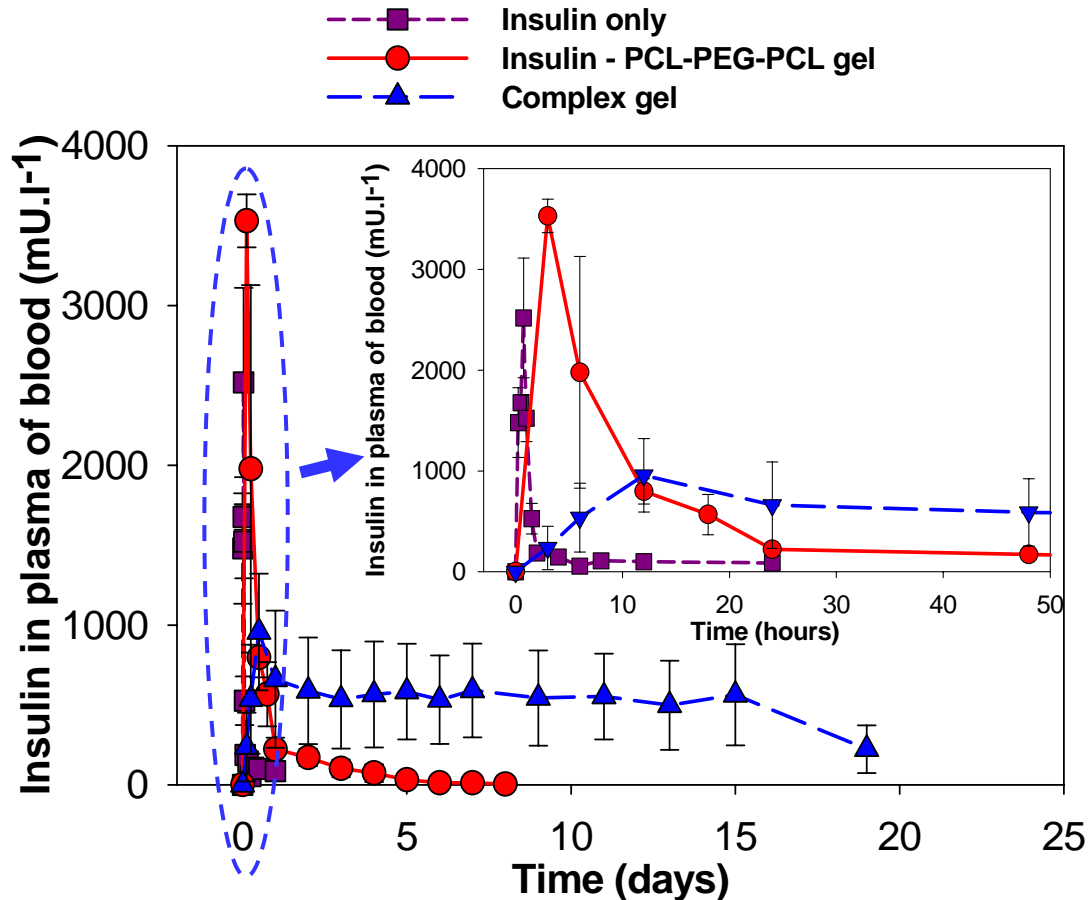 Insulin only
Insulin - PCL-PEG-PCL gel
Complex gel
Insulin in plasma of blood (mU.l-1)
4000
3000
2000
1000
0
0 5 10 15 20 25
Time (days)
Insulin in plasma of blood (mU.l-1)
4000
3000
2000
1000
0
0 10 20 30 40 50
Time (hours)